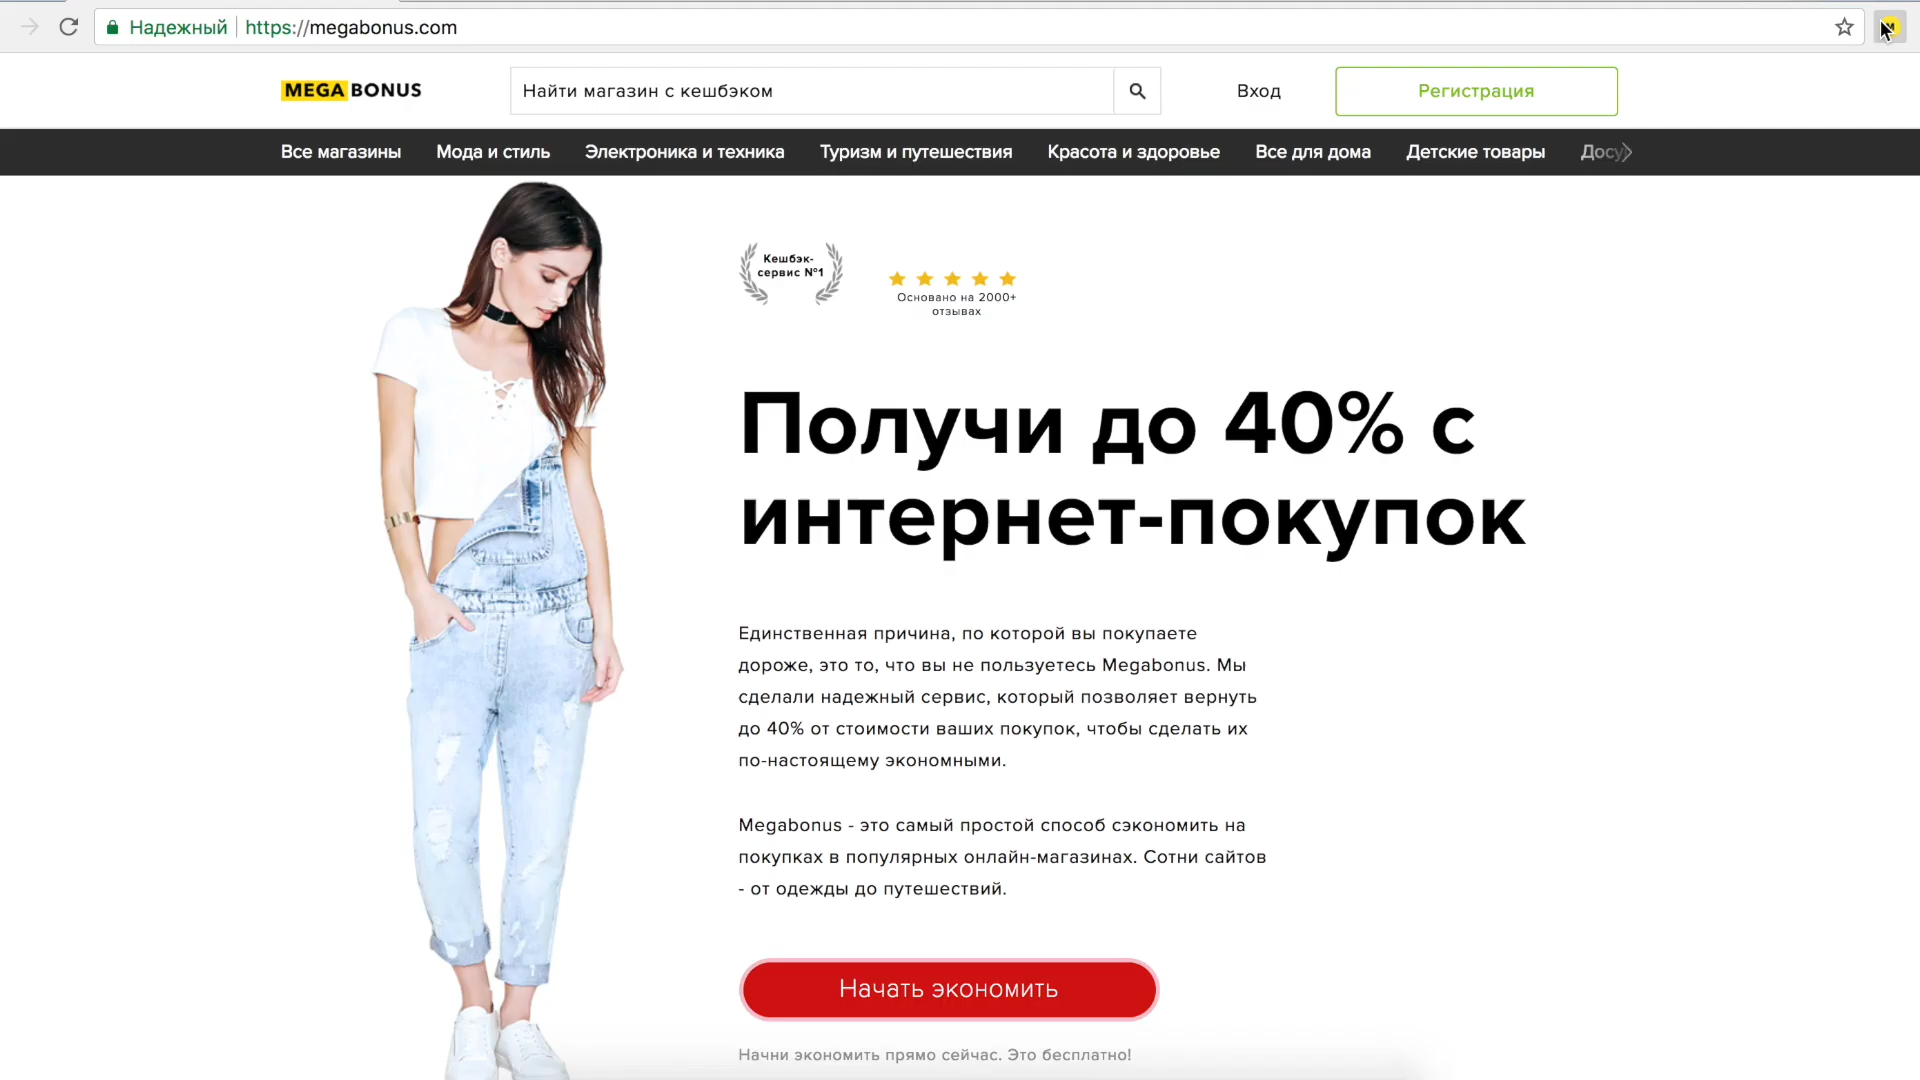 Надежный https://megabonus.com
MEGA BONUS
Найти магазин с кешбэком
Вход
Регистрация
Все магазины
Мода и стиль
Электроника и техника
Туризм и путешествия
Красота и здоровье
Все для дома
Детские товары
Досу
Кешбэк-
сервис №1
Основано на 2000+
отзывах
Получи до 40% с
интернет-покупок
Единственная причина, по которой вы покупаете
дороже, это то, что вы не пользуетесь Megabonus. Мы
сделали надежный сервис, который позволяет вернуть
до 40% от стоимости ваших покупок, чтобы сделать их
по-настоящему экономными.
Megabonus - это самый простой способ сэкономить на
покупках в популярных онлайн-магазинах. Сотни сайтов
- от одежды до путешествий.
Начать экономить
Начни экономить прямо сейчас. Это бесплатно!